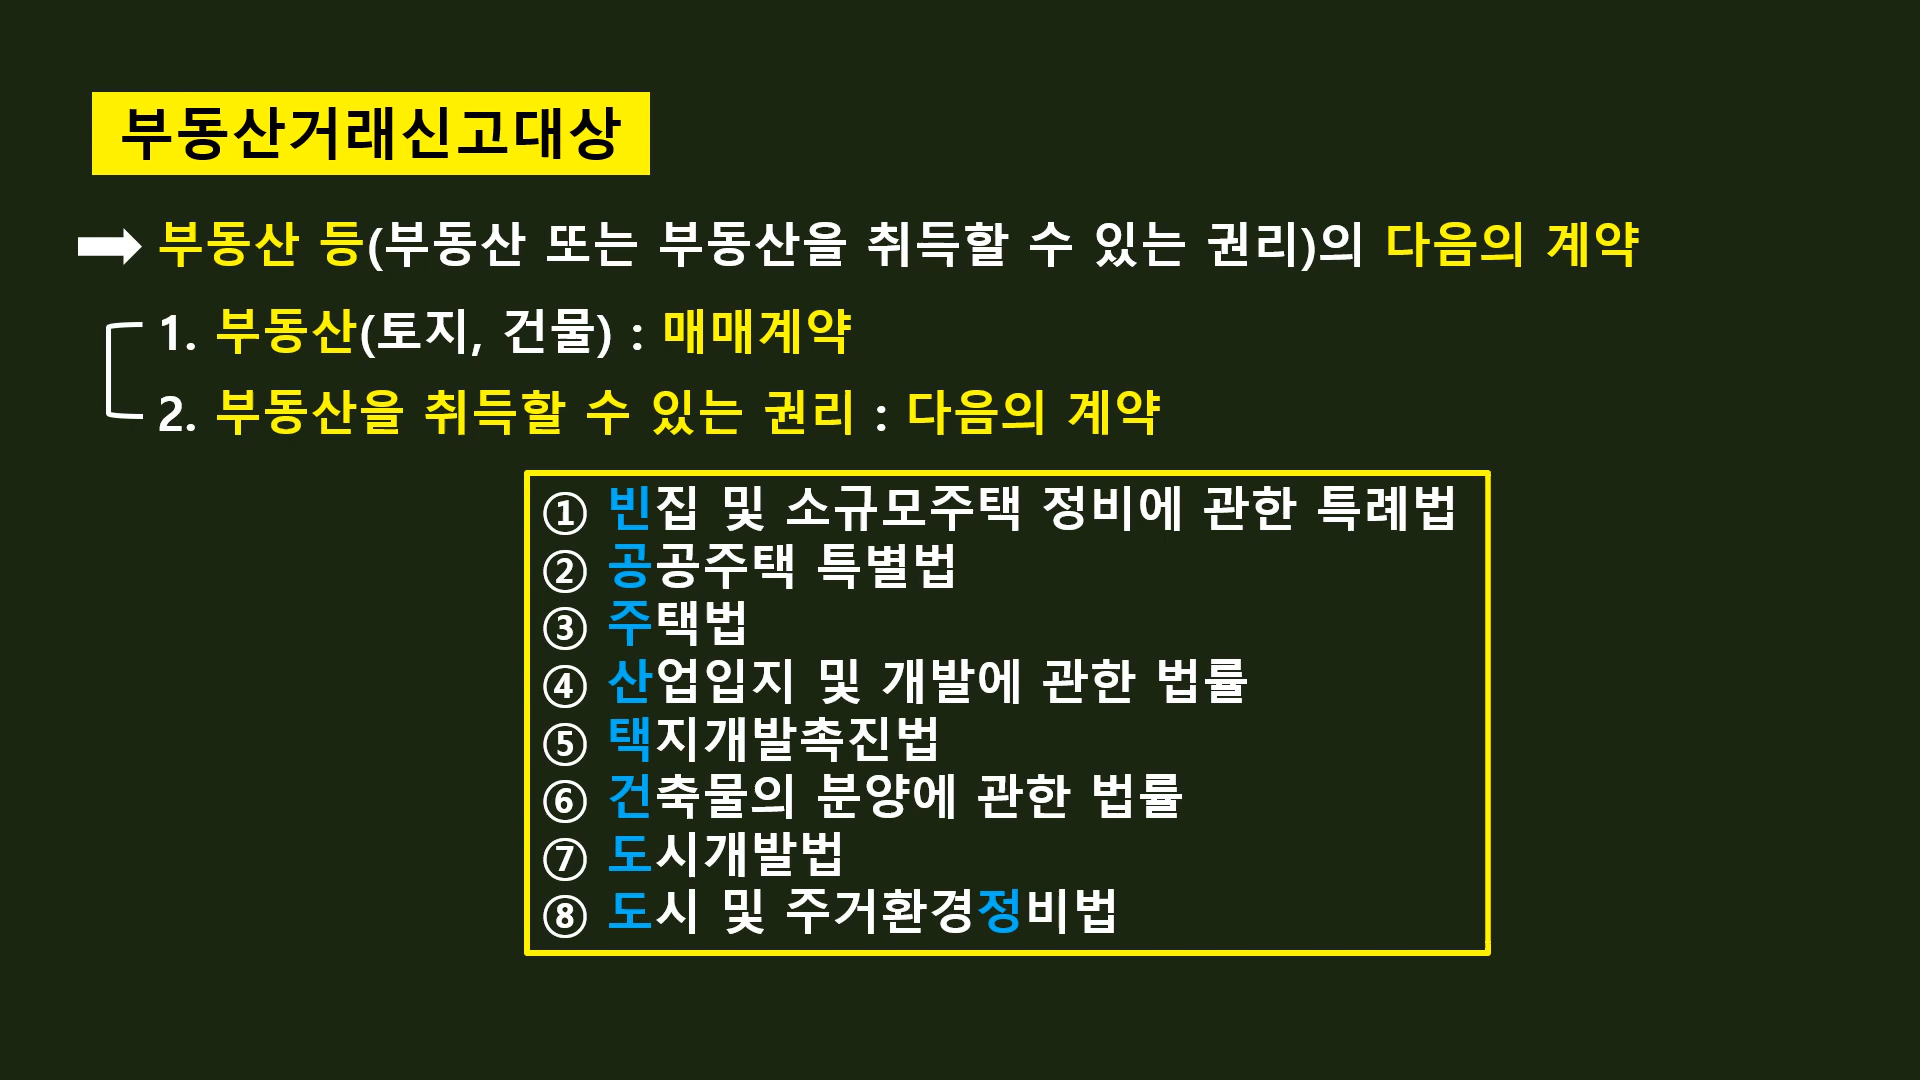 부동산거래신고대상
부동산 등(부동산 또는 부동산을 취득할 수 있는 권리)의 다음의 계약
1. 부동산(토지, 건물) : 매매계약
2. 부동산을 취득할 수 있는 권리 : 다음의 계약
① 빈집 및 소규모주택 정비에 관한 특례법
② 공공주택 특별법
③ 주택법
④ 산업입지 및 개발에 관한 법률
⑤ 택지개발촉진법
⑥ 건축물의 분양에 관한 법률
⑦ 도시개발법
⑧ 도시 및 주거환경정비법